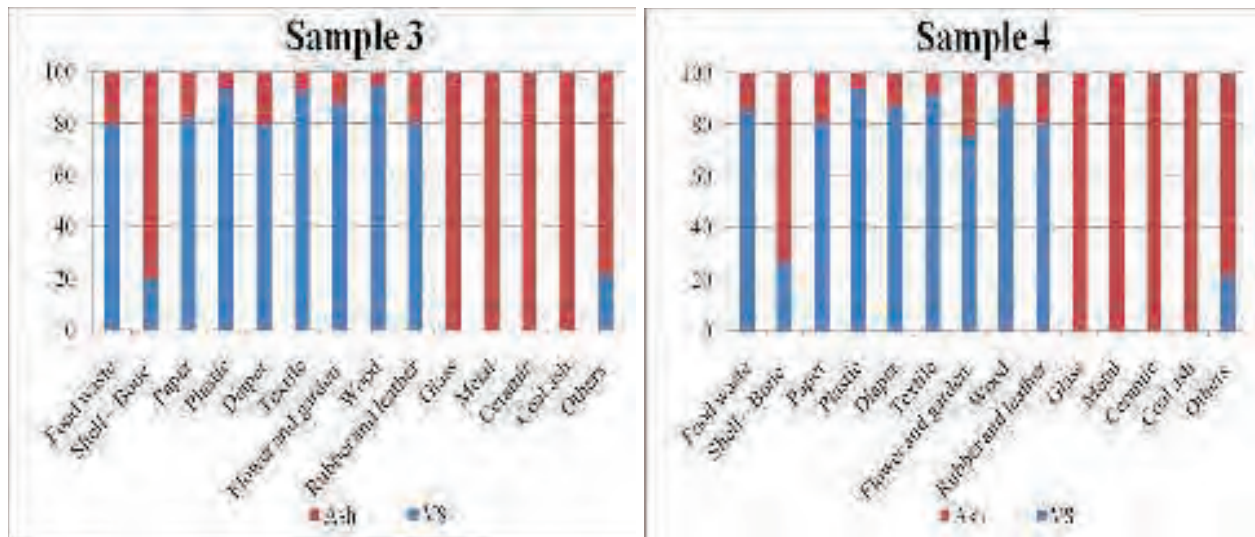 Sample 3
100
80
60
40
20
0
Food waste
Shell - Bone
Paper
Plastic
Diaper
Textile
Flower and garden
Wood
Rubber and leather
Glass
Metal
Ceramic
Coal ash
Others
Ash
VS
Sample 4
100
80
60
40
20
0
Food waste
Shell - Bone
Paper
Plastic
Diaper
Textile
Flower and garden
Wood
Rubber and leather
Glass
Metal
Ceramic
Coal ash
Others
Ash
VS